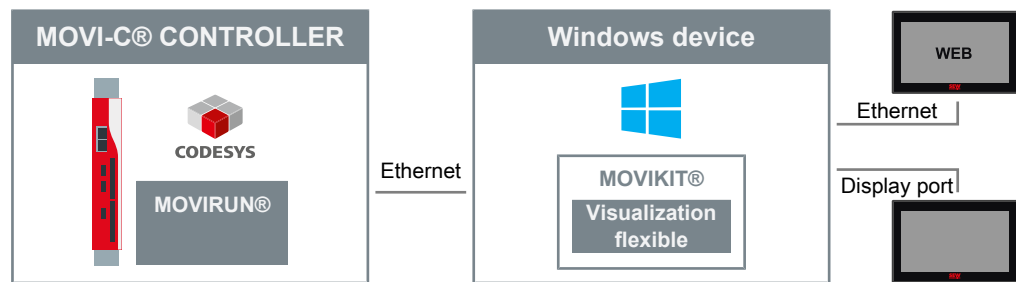 MOVI-C® CONTROLLER
CODESYS
MOVIRUN®
Ethernet
Windows device
MOVIKIT®
Visualization
flexible
WEB
Ethernet
Display port